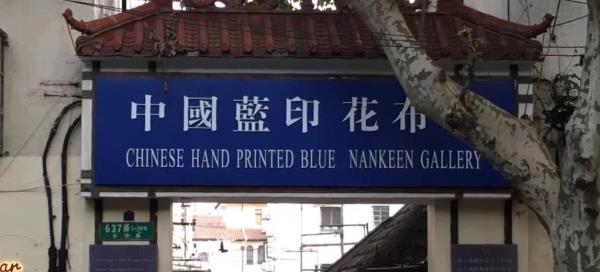 中國藍印花布
CHINESE HAND PRINTED BLUE NANKEEN GALLERY
637弄